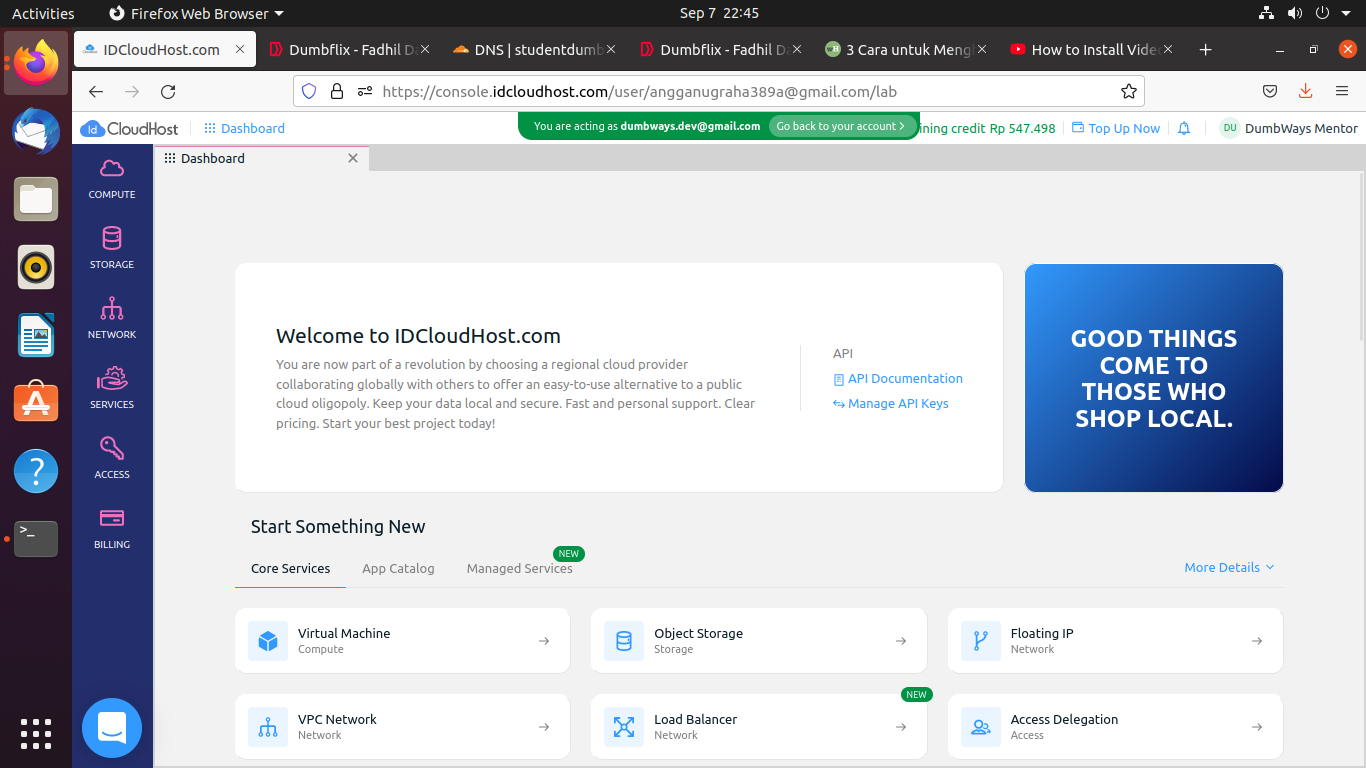 Activities
Firefox Web Browser
Sep 7 22:45
IDCloudHost.com
Dumbflix - Fadhil Da
DNS | studentdumb
Dumbflix - Fadhil Da
3 Cara untuk Mengh
How to Install Video
https://console.idcloudhost.com/user/angganugraha389a@gmail.com/lab
Id CloudHost
Dashboard
You are acting as dumbways.dev@gmail.com
Go back to your account
ining credit Rp 547.498
Top Up Now
DU
DumbWays Mentor
Dashboard
COMPUTE
STORAGE
NETWORK
SERVICES
ACCESS
BILLING
Welcome to IDCloudHost.com
You are now part of a revolution by choosing a regional cloud provider
collaborating globally with others to offer an easy-to-use alternative to a public
cloud oligopoly. Keep your data local and secure. Fast and personal support. Clear
pricing. Start your best project today!
API
API Documentation
Manage API Keys
GOOD THINGS
COME TO
THOSE WHO
SHOP LOCAL.
Start Something New
Core Services
App Catalog
Managed Services
NEW
More Details
Virtual Machine
Compute
Object Storage
Storage
Floating IP
Network
VPC Network
Network
NEW
Load Balancer
Network
Access Delegation
Access